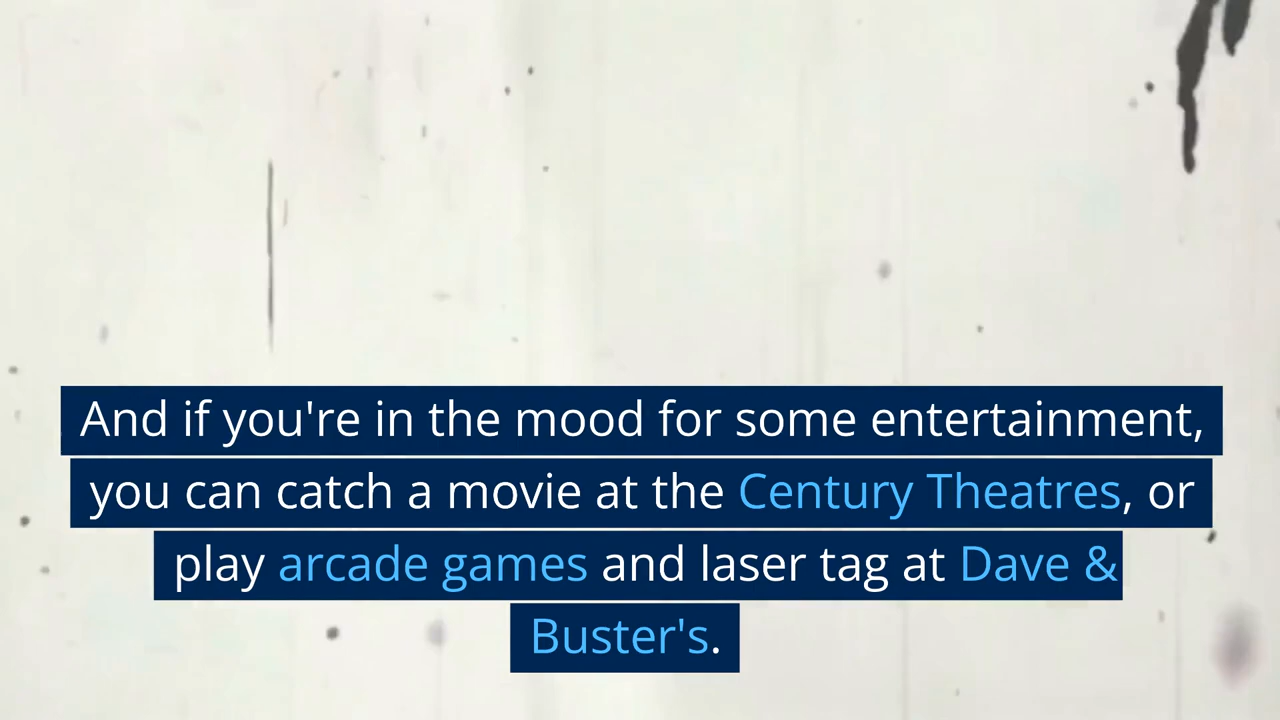 And if you're in the mood for some entertainment,
you can catch a movie at the Century Theatres, or
play arcade games and laser tag at Dave &
Buster's.